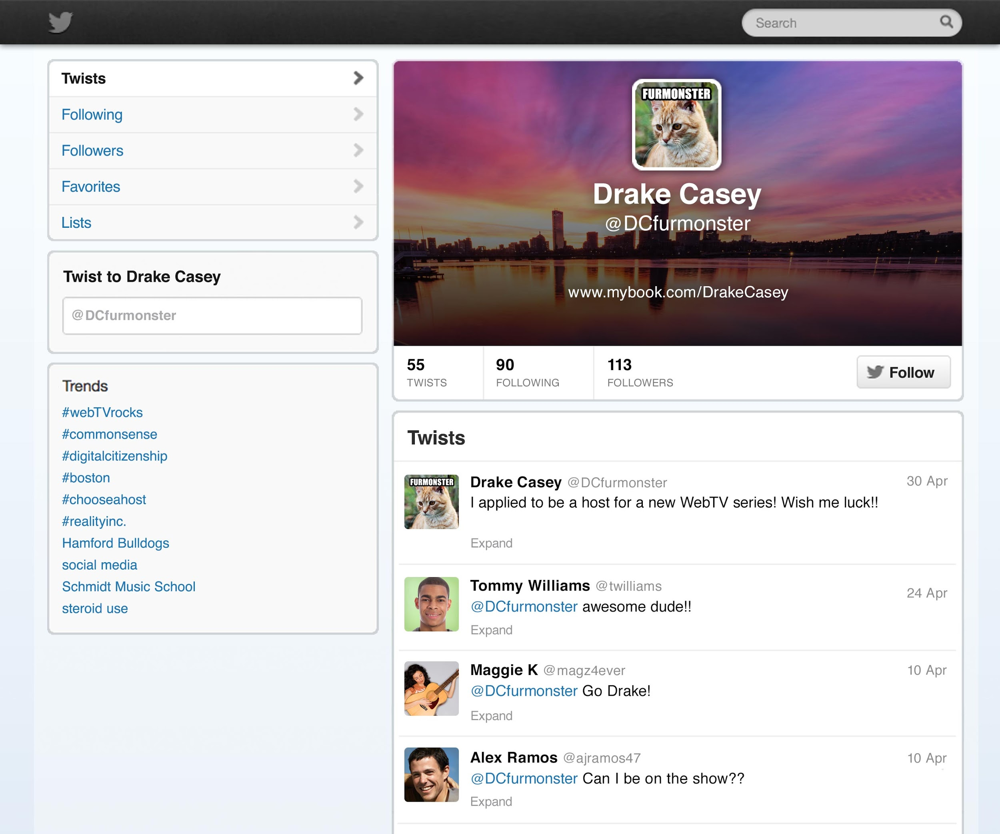 Search
Twists
Following
Followers
Favorites
Lists
Twist to Drake Casey
@DCfurmonster
Trends
#webTVrocks
#commonsense
#digitalcitizenship
#boston
#chooseahost
#realityinc.
Hamford Bulldogs
social media
Schmidt Music School
steroid use
FURMONSTER
Drake Casey
@DCfurmonster
www.mybook.com/DrakeCasey
55
TWISTS
90
FOLLOWING
113
FOLLOWERS
Follow
Twists
FURMONSTER
Drake Casey @DCfurmonster 30 Apr
I applied to be a host for a new WebTV series! Wish me luck!!
Expand
Tommy Williams @twilliams 24 Apr
@DCfurmonster awesome dude!!
Expand
Maggie K @magz4ever 10 Apr
@DCfurmonster Go Drake!
Expand
Alex Ramos @ajramos47 10 Apr
@DCfurmonster Can I be on the show??
Expand